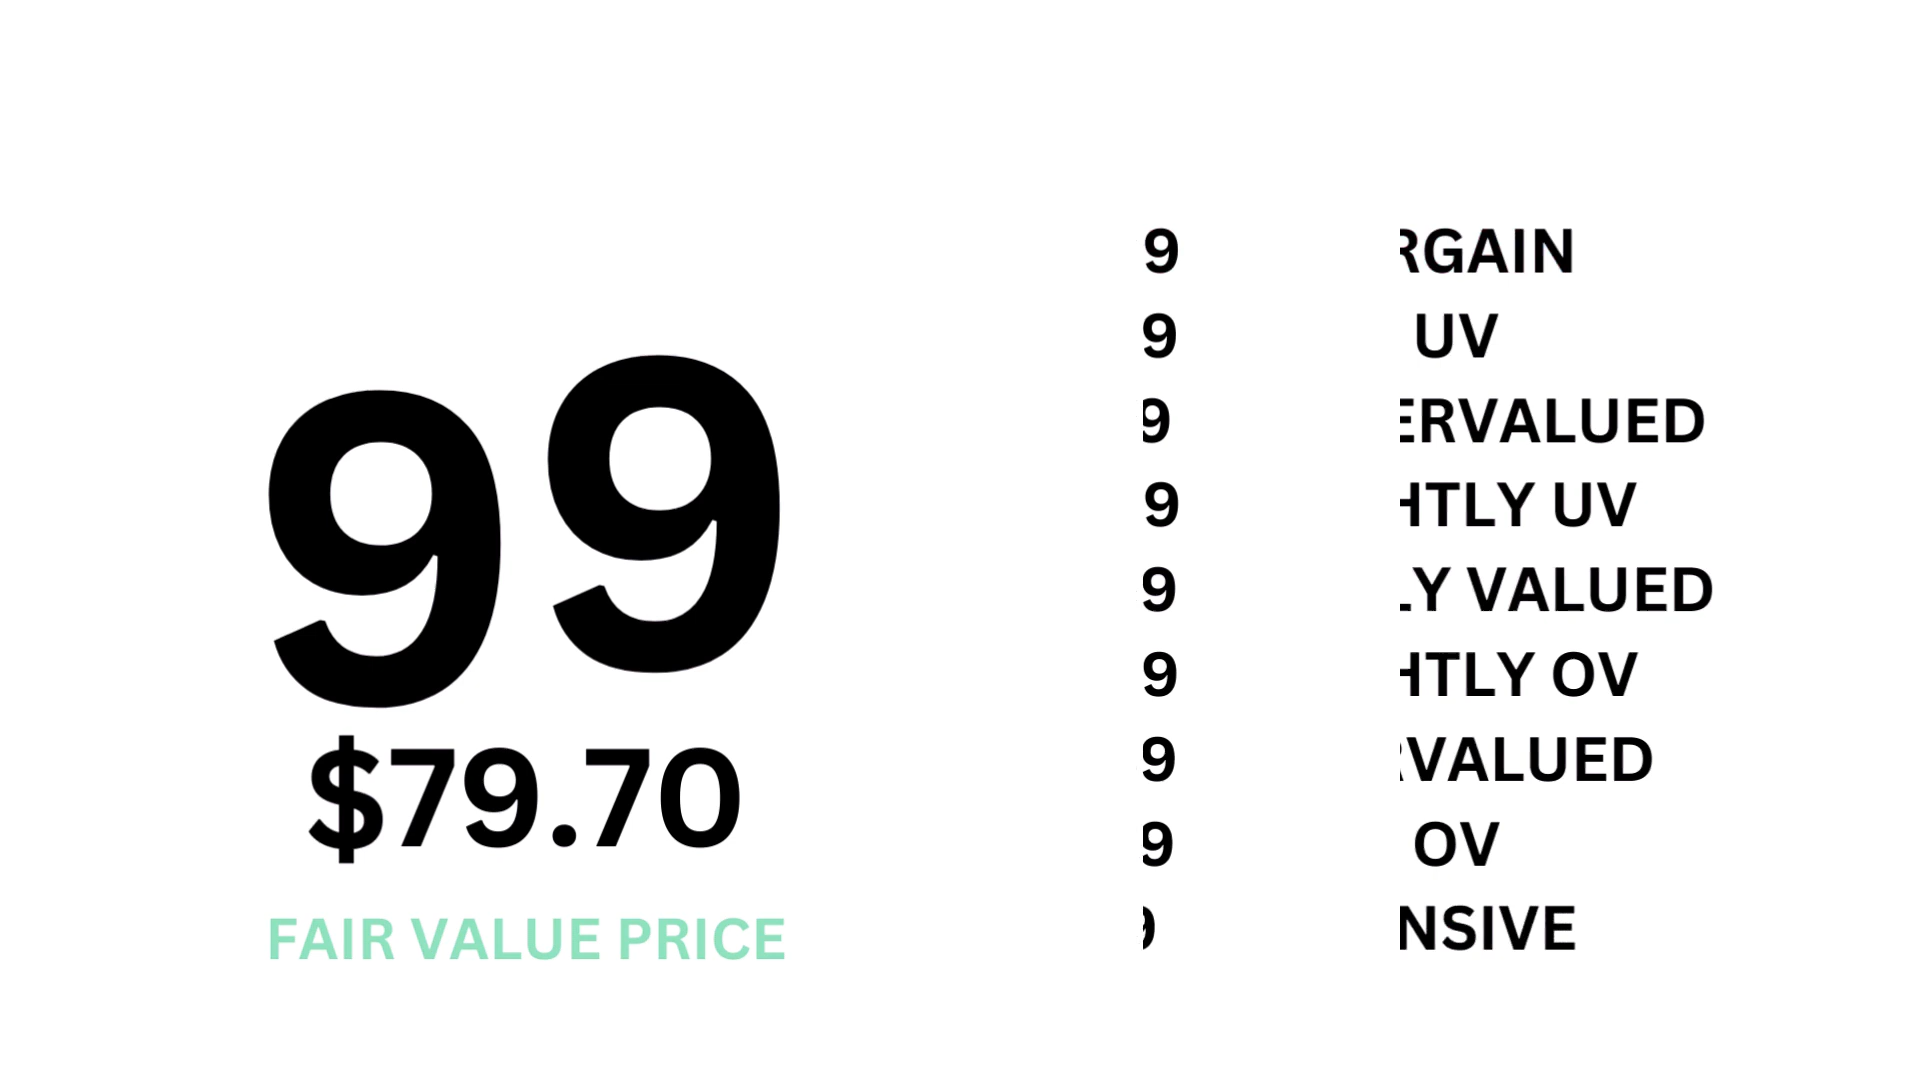 99
$79.70
FAIR VALUE PRICE
9 RGAIN
9 UV
9 ERVALUED
9 HTLY UV
9 LY VALUED
9 HTLY OV
9 VALUED
9 OV
9 NSIVE